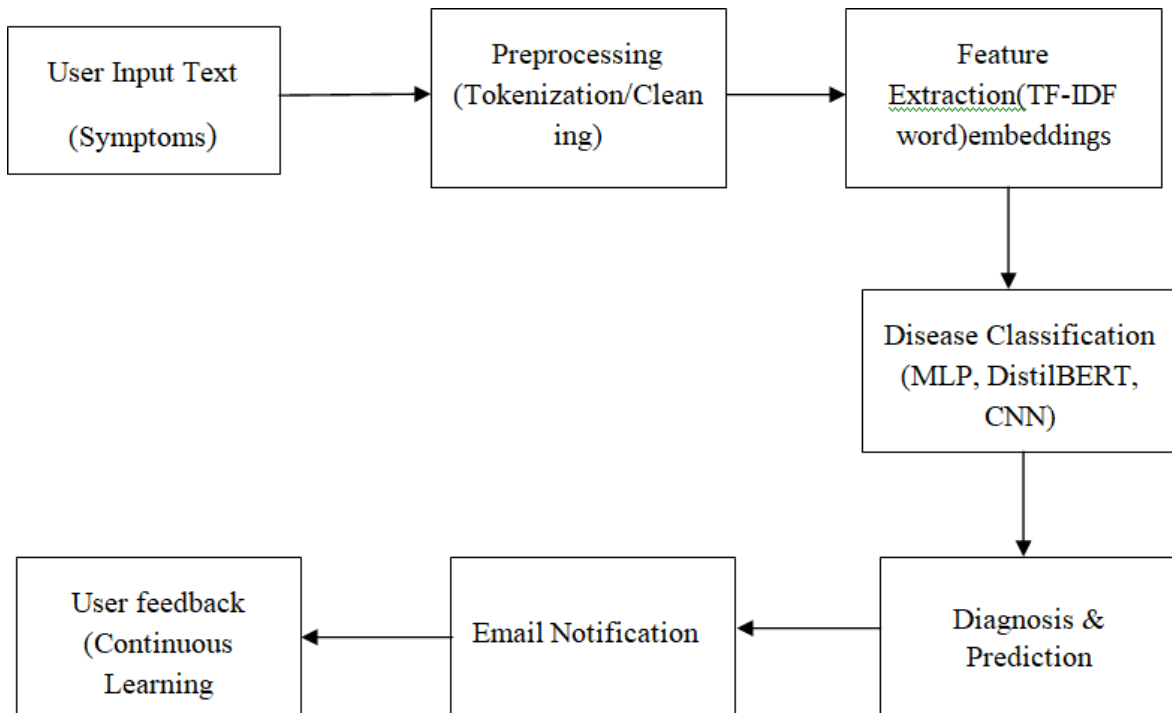 User Input Text
(Symptoms)
Preprocessing
(Tokenization/Clean
ing)
Feature
Extraction(TF-IDF
word)embeddings
Disease Classification
(MLP, DistilBERT,
CNN)
Diagnosis &
Prediction
Email Notification
User feedback
(Continuous
Learning